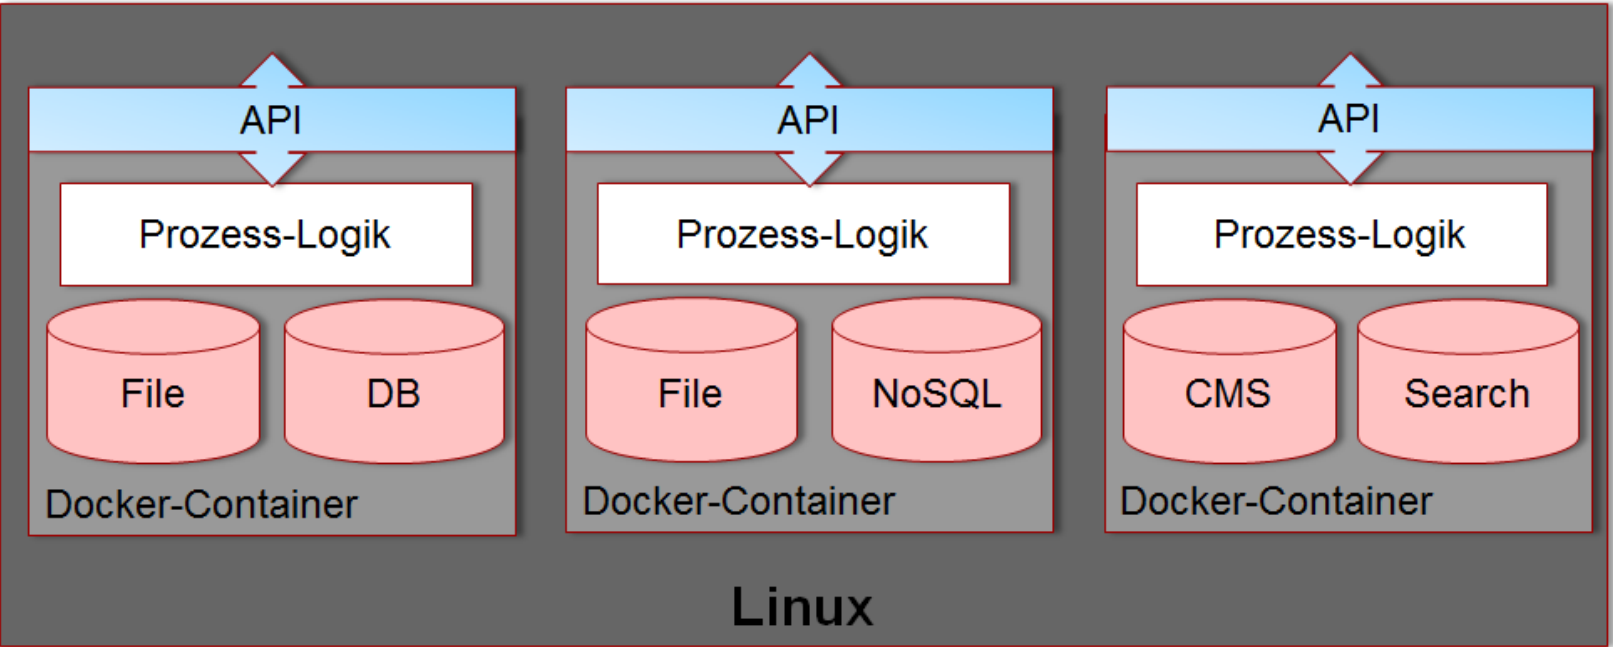 API
API
API
Prozess-Logik
Prozess-Logik
Prozess-Logik
File
DB
File
NoSQL
CMS
Search
Docker-Container
Docker-Container
Docker-Container
Linux